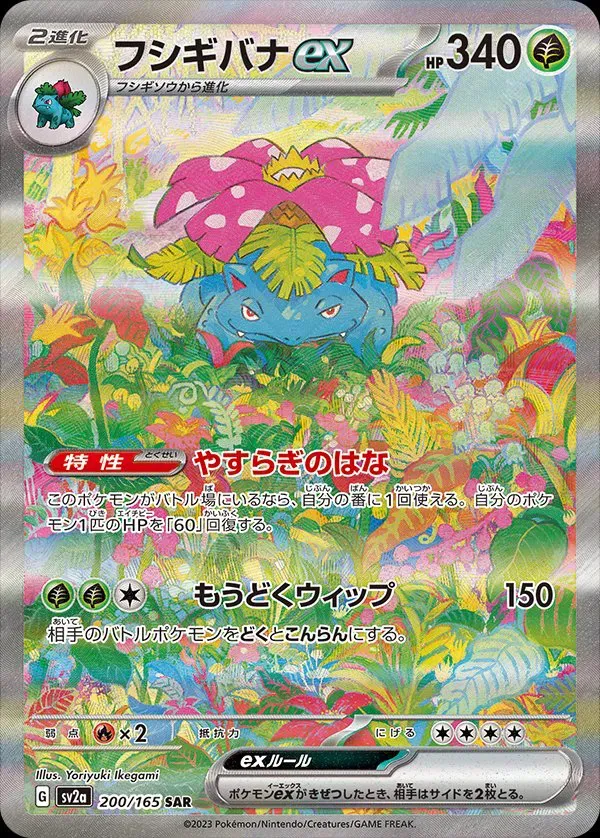 2進化
フシギバナex
HP 340
フシギソウから進化
特性
とくせい
やすらぎのはな
このポケモンがバトル場にいるなら、自分の番に1回使える。自分のポケ
モン1匹のHPを「60」回復する。
もうどくウィップ 150
相手のバトルポケモンをどくとこんらんにする。
弱点 ×2 抵抗力 にげる
exルール
ポケモンexがきぜつしたとき、相手はサイドを2枚とる。
Illus. Yoriyuki Ikegami
G sv2a 200/165 SAR
©2023 Pokémon/Nintendo/Creatures/GAME FREAK.